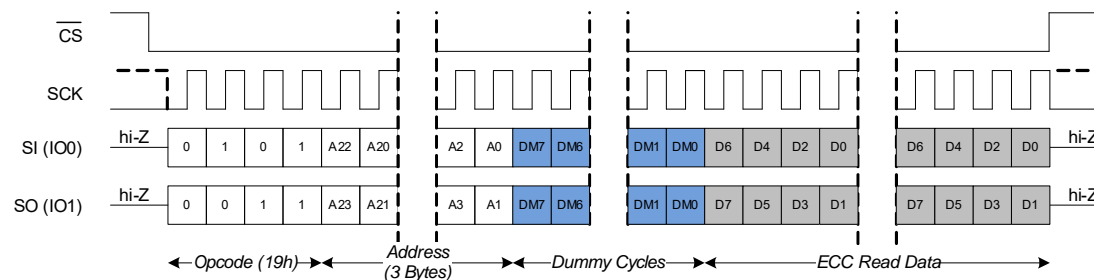 CS
SCK
SI (IO0) hi-Z 0 1 0 1 A22 A20 A2 A0 DM7 DM6 DM1 DM0 D6 D4 D2 D0 D6 D4 D2 D0 hi-Z
SO (IO1) hi-Z 0 0 1 1 A23 A21 A3 A1 DM7 DM6 DM1 DM0 D7 D5 D3 D1 D7 D5 D3 D1 hi-Z
Opcode (19h) Address Dummy Cycles ECC Read Data
(3 Bytes)